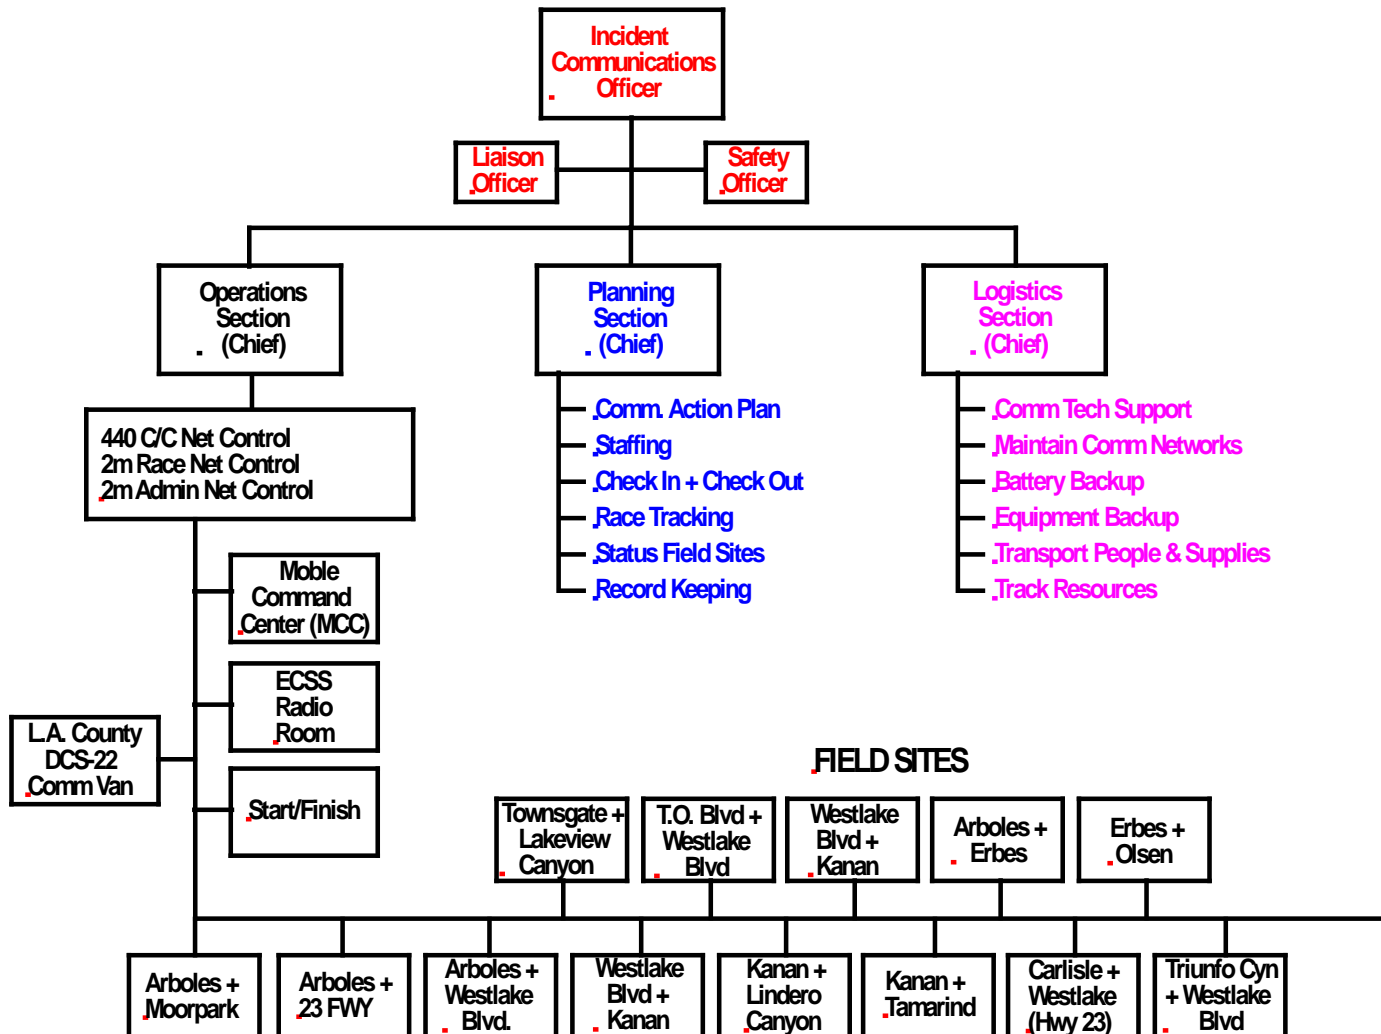 Incident
Communications
Officer
Liaison
Officer
Safety
Officer
Operations
Section
(Chief)
Planning
Section
(Chief)
Logistics
Section
(Chief)
440 C/C Net Control
2m Race Net Control
2m Admin Net Control
Comm. Action Plan
Staffing
Check In + Check Out
Race Tracking
Status Field Sites
Record Keeping
Comm Tech Support
Maintain Comm Networks
Battery Backup
Equipment Backup
Transport People & Supplies
Track Resources
Moble
Command
Center (MCC)
ECSS
Radio
Room
L.A. County
DCS-22
Comm Van
Start/Finish
FIELD SITES
Townsgate +
Lakeview
Canyon
T.O. Blvd +
Westlake
Blvd
Westlake
Blvd +
Kanan
Arboles +
Erbes
Erbes +
Olsen
Arboles +
Moorpark
Arboles +
23 FWY
Arboles +
Westlake
Blvd.
Westlake
Blvd +
Kanan
Kanan +
Lindero
Canyon
Kanan +
Tamarind
Carlisle +
Westlake
(Hwy 23)
Triunfo Cyn
+ Westlake
Blvd